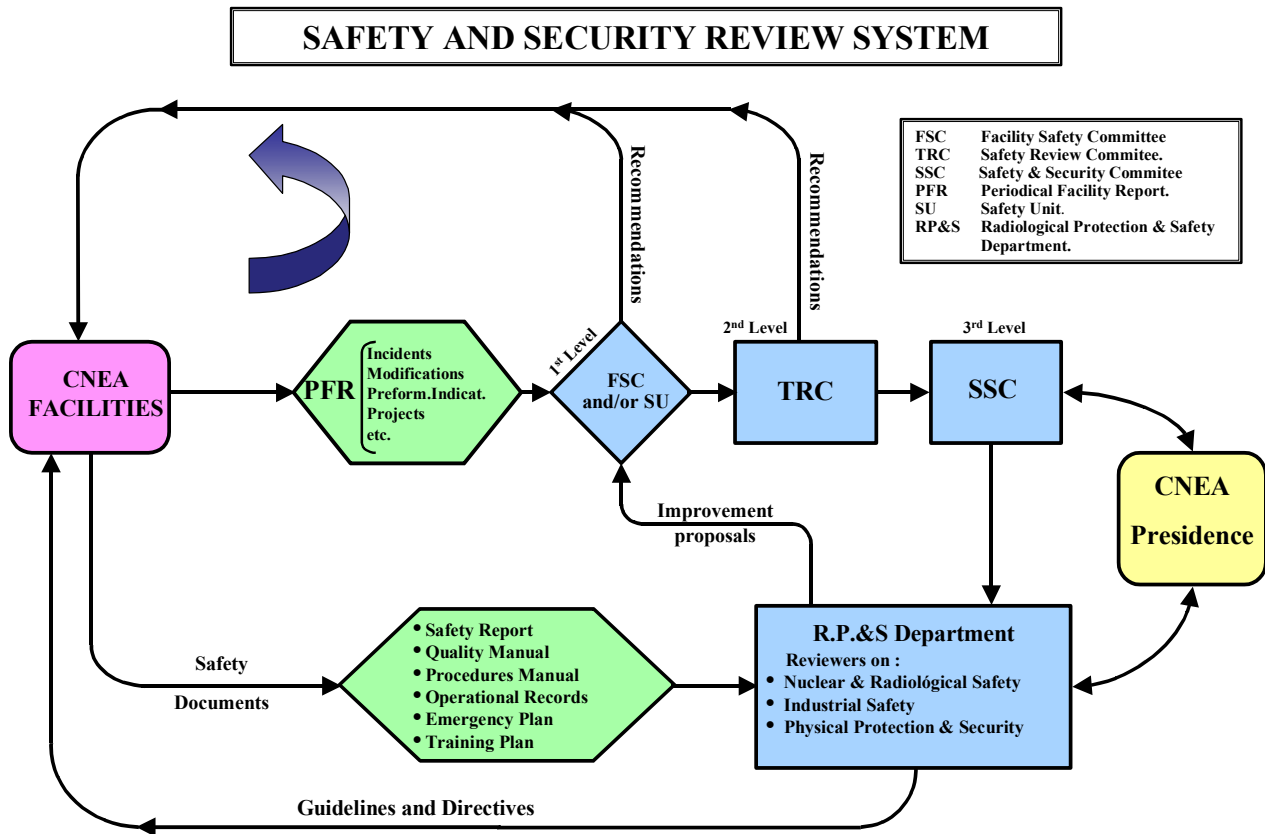 SAFETY AND SECURITY REVIEW SYSTEM
FSC Facility Safety Committee
TRC Safety Review Commitee.
SSC Safety & Security Commitee
PFR Periodical Facility Report.
SU Safety Unit.
RP&S Radiological Protection & Safety
Department.
Recommendations
Recommendations
CNEA
FACILITIES
PFR
Incidents
Modifications
Preform.Indicat.
Projects
etc.
1st Level
FSC
and/or SU
2nd Level
TRC
3rd Level
SSC
CNEA
Presidence
Improvement
proposals
Safety
Documents
• Safety Report
• Quality Manual
• Procedures Manual
• Operational Records
• Emergency Plan
• Training Plan
R.P.&S Department
Reviewers on :
• Nuclear & Radiológical Safety
• Industrial Safety
• Physical Protection & Security
Guidelines and Directives